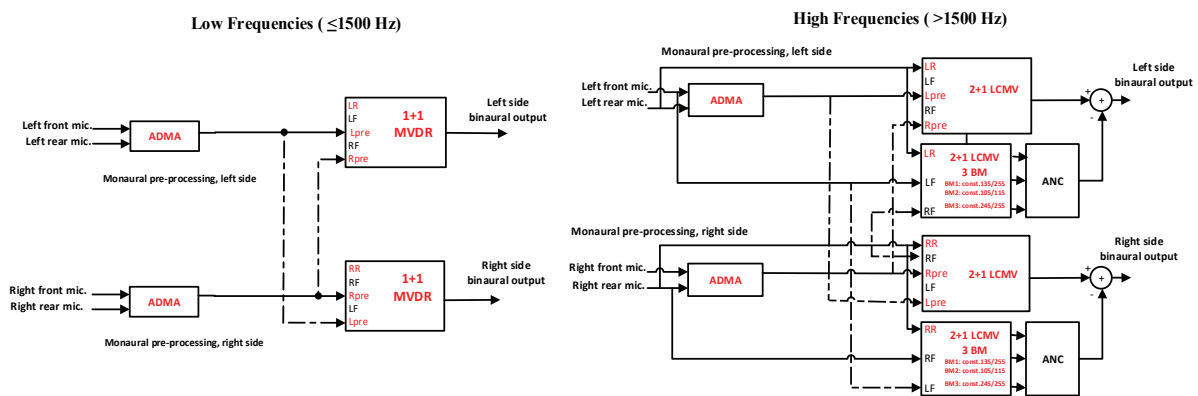 Low Frequencies ( ≤1500 Hz)
Left front mic.
Left rear mic.
ADMA
Monaural pre-processing, left side
LR
LF
Lpre
RF
Rpre
1+1
MVDR
Left side
binaural output
Right front mic.
Right rear mic.
ADMA
Monaural pre-processing, right side
RR
RF
Rpre
LF
Lpre
1+1
MVDR
Right side
binaural output
High Frequencies ( >1500 Hz)
Monaural pre-processing, left side
Left front mic.
Left rear mic.
ADMA
LR
LF
Lpre
RF
Rpre
2+1 LCMV
Left side
binaural output
+
+
-
LR
LF
RF
2+1 LCMV
3 BM
BM1: const.135/255
BM2: const.105/115
BM3: const.245/255
ANC
Monaural pre-processing, right side
Right front mic.
Right rear mic.
ADMA
RR
RF
Rpre
LF
Lpre
2+1 LCMV
Right side
binaural output
+
+
-
RR
RF
LF
2+1 LCMV
3 BM
BM1: const.135/255
BM2: const.105/115
BM3: const.245/255
ANC